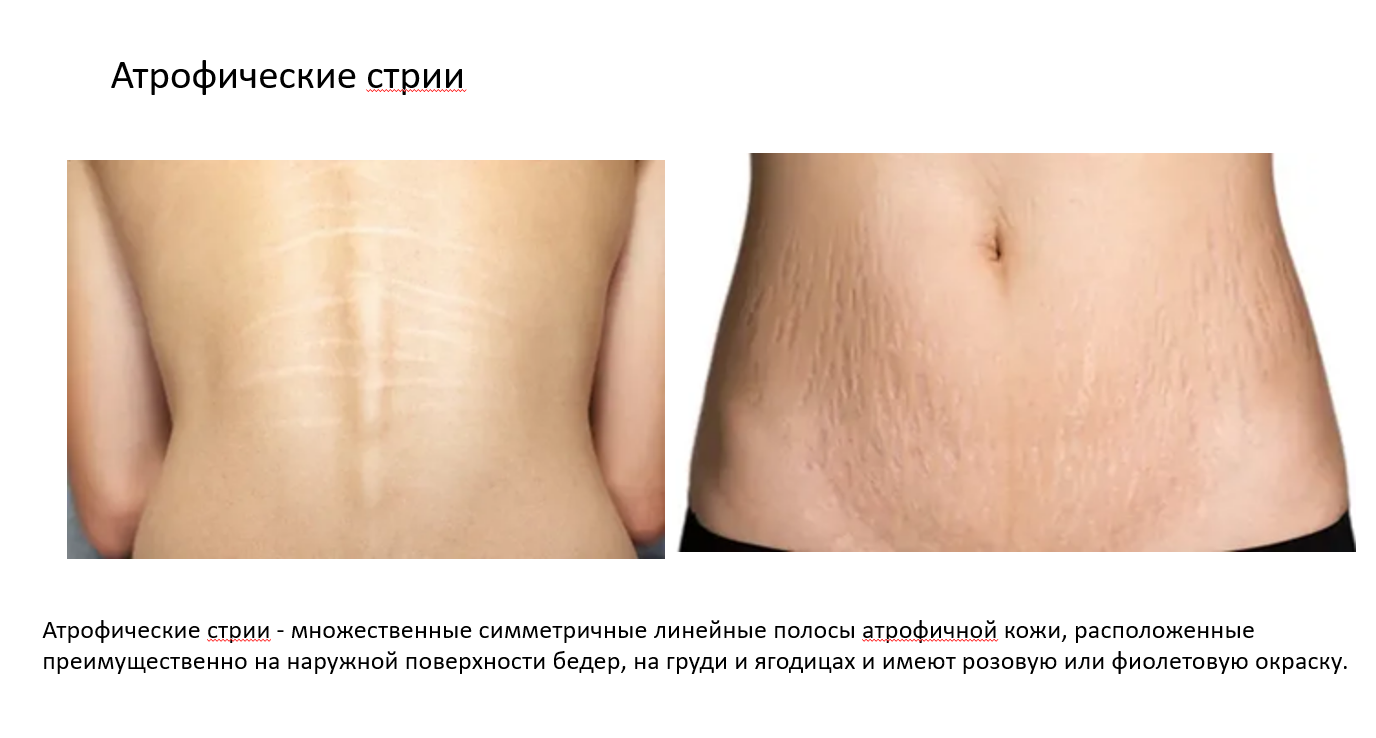 Атрофические стрии
Атрофические стрии - множественные симметричные линейные полосы атрофичной кожи, расположенные
преимущественно на наружной поверхности бедер, на груди и ягодицах и имеют розовую или фиолетовую окраску.